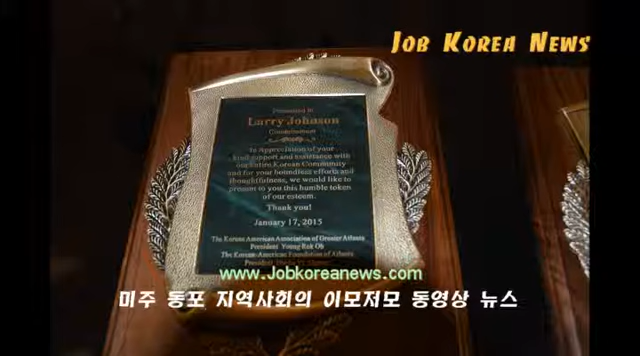 JOB KOREA NEWS
Presented to
Larry Johnson
In Appreciation of your
kind support and assistance with
our entire Korean Community
and for your boundless efforts and
thoughtfulness, we would like to
present to you this humble token
of our esteem.
Thank you!
January 17, 2015
The Korean American Association of Greater Atlanta
President Young Rok Oh
The Korean-American Foundation of Atlanta
President
www.Jobkoreanews.com
미주 동포 지역사회의 이모저모 동영상 뉴스